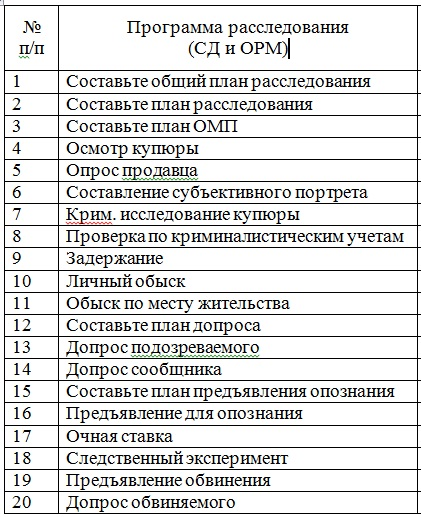 № п/п Программа расследования (СД и ОРМ)
1 Составьте общий план расследования
2 Составьте план расследования
3 Составьте план ОМП
4 Осмотр купюры
5 Опрос продавца
6 Составление субъективного портрета
7 Крим. исследование купюры
8 Проверка по криминалистическим учетам
9 Задержание
10 Личный обыск
11 Обыск по месту жительства
12 Составьте план допроса
13 Допрос подозреваемого
14 Допрос сообщника
15 Составьте план предъявления опознания
16 Предъявление для опознания
17 Очная ставка
18 Следственный эксперимент
19 Предъявление обвинения
20 Допрос обвиняемого